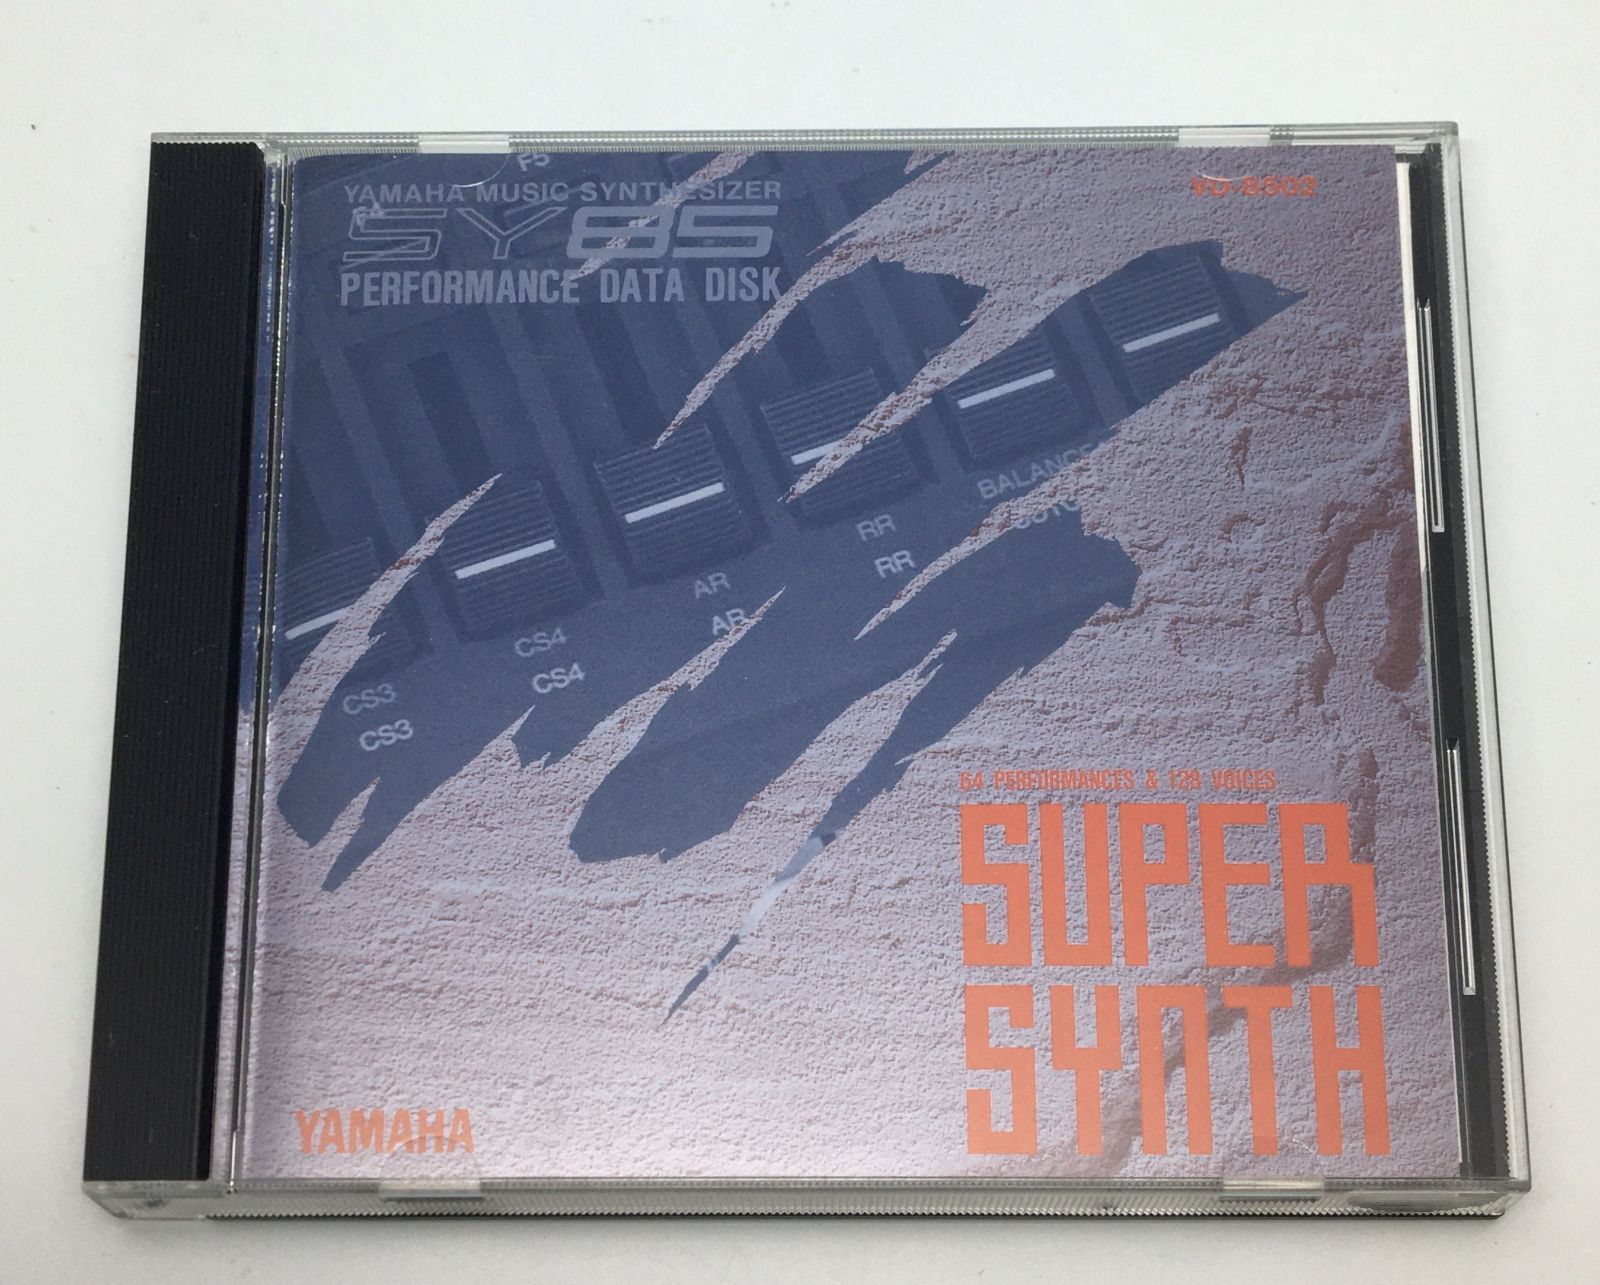 F5
YAMAHA MUSIC SYNTHESIZER
VD-8502
SY85
PERFORMANCE DATA DISK
BALANCE
RR
RR
AR
AR
CS4
CS4
CS3
CS3
64 PERFORMANCES & 128 VOICES
SUPER
SYNTH
YAMAHA